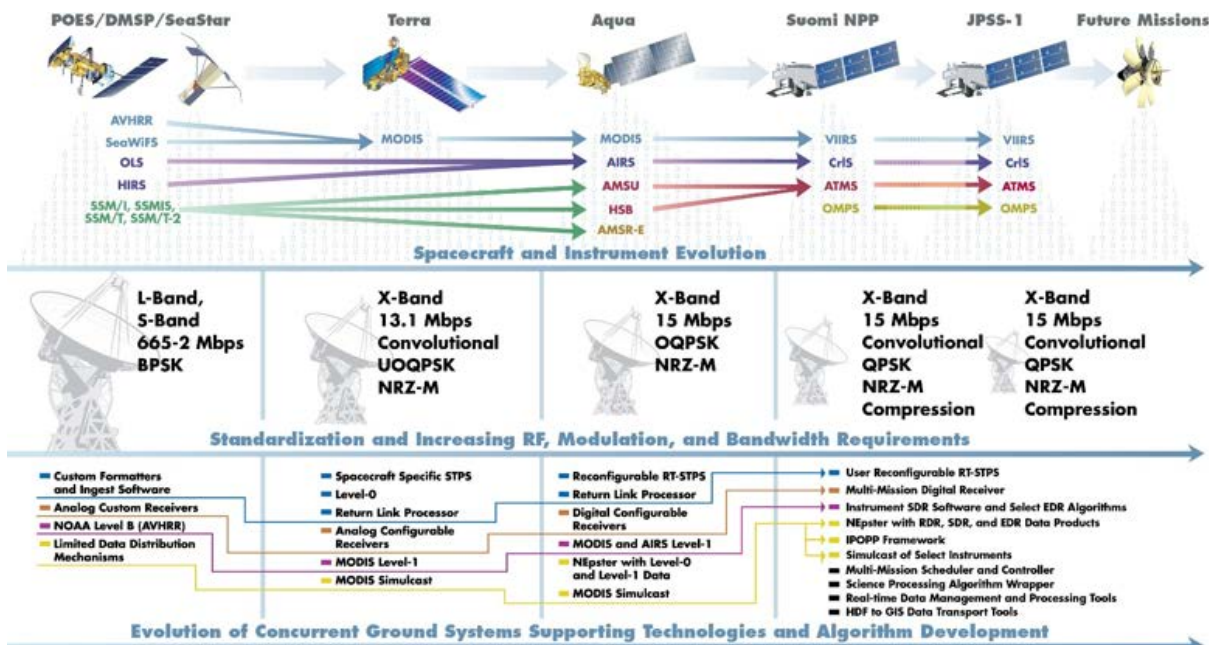 POES/DMSP/SeaStar
Terra
Aqua
Suomi NPP
JPSS-1
Future Missions
AVHRR
SeaWiFS
OLS
HIRS
SSM/I, SSMIS,
SSM/T, SSM/T-2
MODIS
MODIS
AIRS
AMSU
HSB
AMSR-E
VIIRS
CrIS
ATMS
OMPS
VIIRS
CrIS
ATMS
OMPS
Spacecraft and Instrument Evolution
L-Band,
S-Band
665-2 Mbps
BPSK
X-Band
13.1 Mbps
Convolutional
UOQPSK
NRZ-M
X-Band
15 Mbps
OQPSK
NRZ-M
X-Band
15 Mbps
Convolutional
QPSK
NRZ-M
Compression
X-Band
15 Mbps
Convolutional
QPSK
NRZ-M
Compression
Standardization and Increasing RF, Modulation, and Bandwidth Requirements
Custom Formatters
and Ingest Software
Analog Custom Receivers
NOAA Level B (AVHRR)
Limited Data Distribution
Mechanisms
Spacecraft Specific STPS
Level-0
Return Link Processor
Analog Configurable
Receivers
MODIS Level-1
MODIS Simulcast
Reconfigurable RT-STPS
Return Link Processor
Digital Configurable
Receivers
MODIS and AIRS Level-1
NEpster with Level-0
and Level-1 Data
MODIS Simulcast
User Reconfigurable RT-STPS
Multi-Mission Digital Receiver
Instrument SDR Software and Select EDR Algorithms
NEpster with RDR, SDR, and EDR Data Products
IPOPP Framework
Simulcast of Select Instruments
Multi-Mission Scheduler and Controller
Science Processing Algorithm Wrapper
Real-time Data Management and Processing Tools
HDF to GIS Data Transport Tools
Evolution of Concurrent Ground Systems Supporting Technologies and Algorithm Development